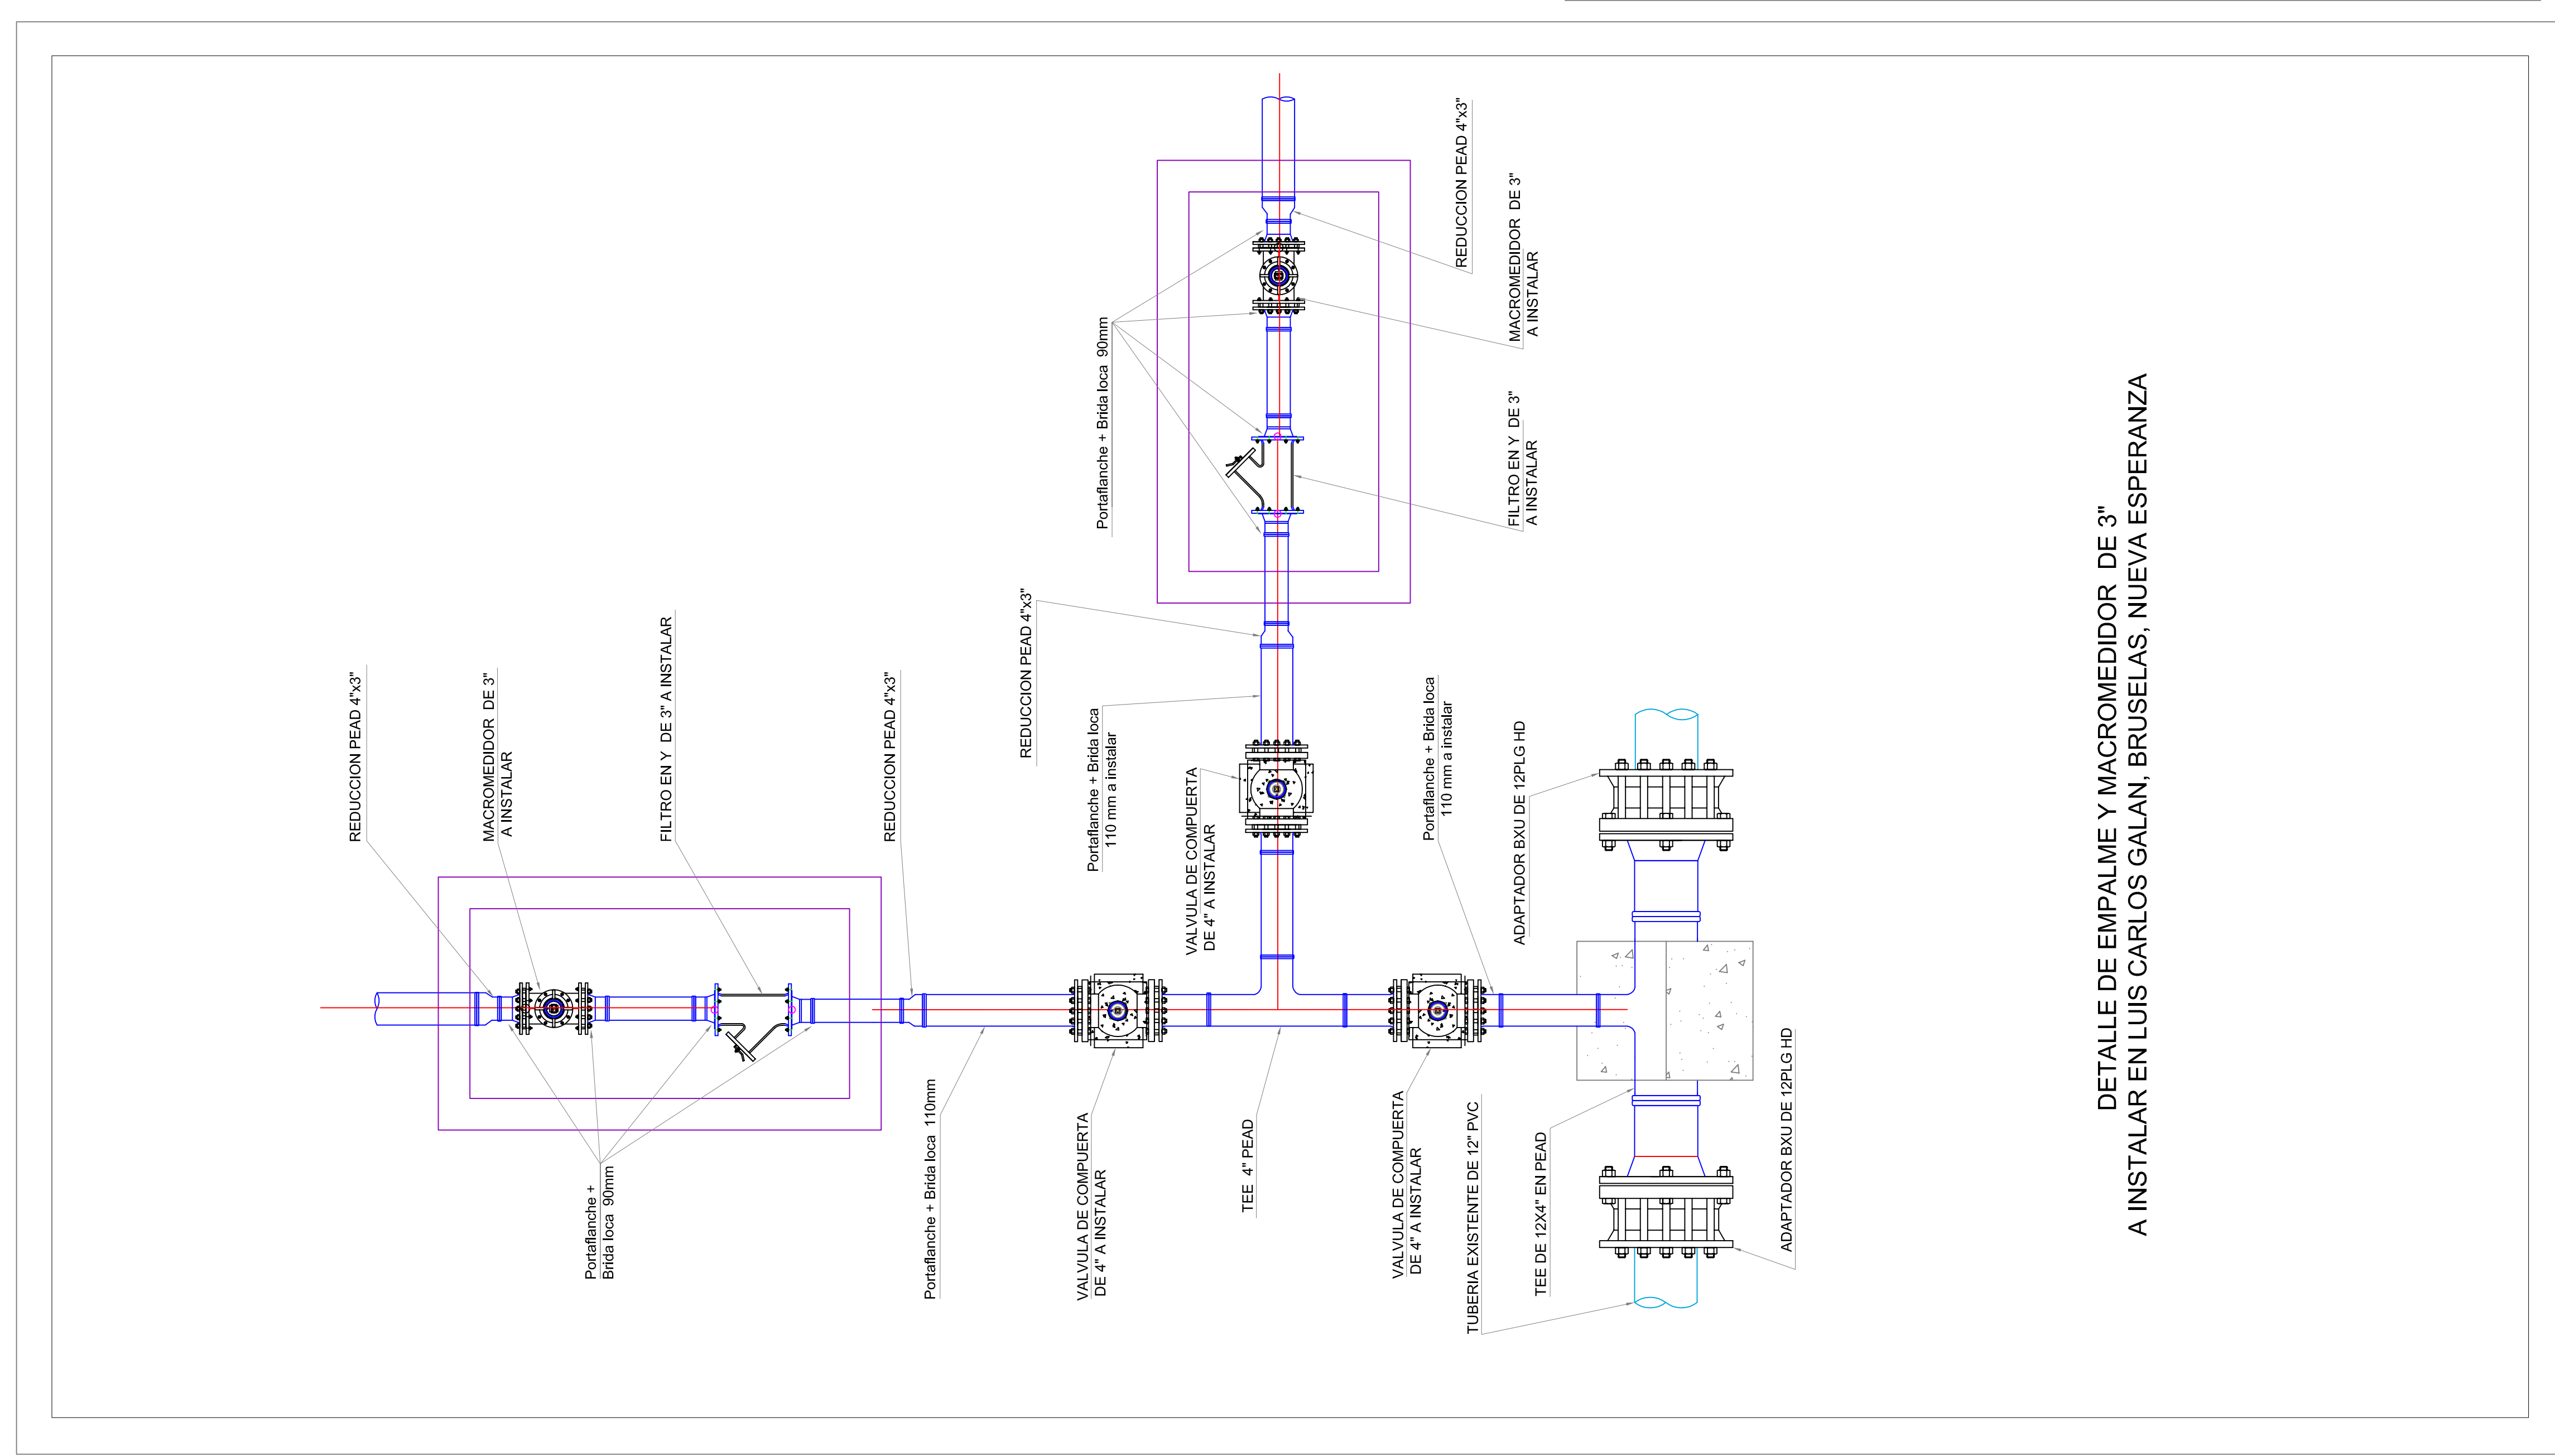 REDUCCION PEAD 4"x3"
MACROMEDIDOR DE 3"
A INSTALAR
FILTRO EN Y DE 3" A INSTALAR
REDUCCION PEAD 4"x3"
Portaflanche +
Brida loca 90mm
Portaflanche + Brida loca 110mm
REDUCCION PEAD 4"x3"
Portaflanche + Brida loca
110 mm a instalar
VALVULA DE COMPUERTA
DE 4" A INSTALAR
Portaflanche + Brida loca 90mm
VALVULA DE COMPUERTA
DE 4" A INSTALAR
TEE 4" PEAD
REDUCCION PEAD 4"x3"
MACROMEDIDOR DE 3"
A INSTALAR
FILTRO EN Y DE 3"
A INSTALAR
Portaflanche + Brida loca
110 mm a instalar
VALVULA DE COMPUERTA
DE 4" A INSTALAR
TUBERIA EXISTENTE DE 12" PVC
ADAPTADOR BXU DE 12PLG HD
TEE DE 12X4" EN PEAD
ADAPTADOR BXU DE 12PLG HD
DETALLE DE EMPALME Y MACROMEDIDOR DE 3"
A INSTALAR EN LUIS CARLOS GALAN, BRUSELAS, NUEVA ESPERANZA